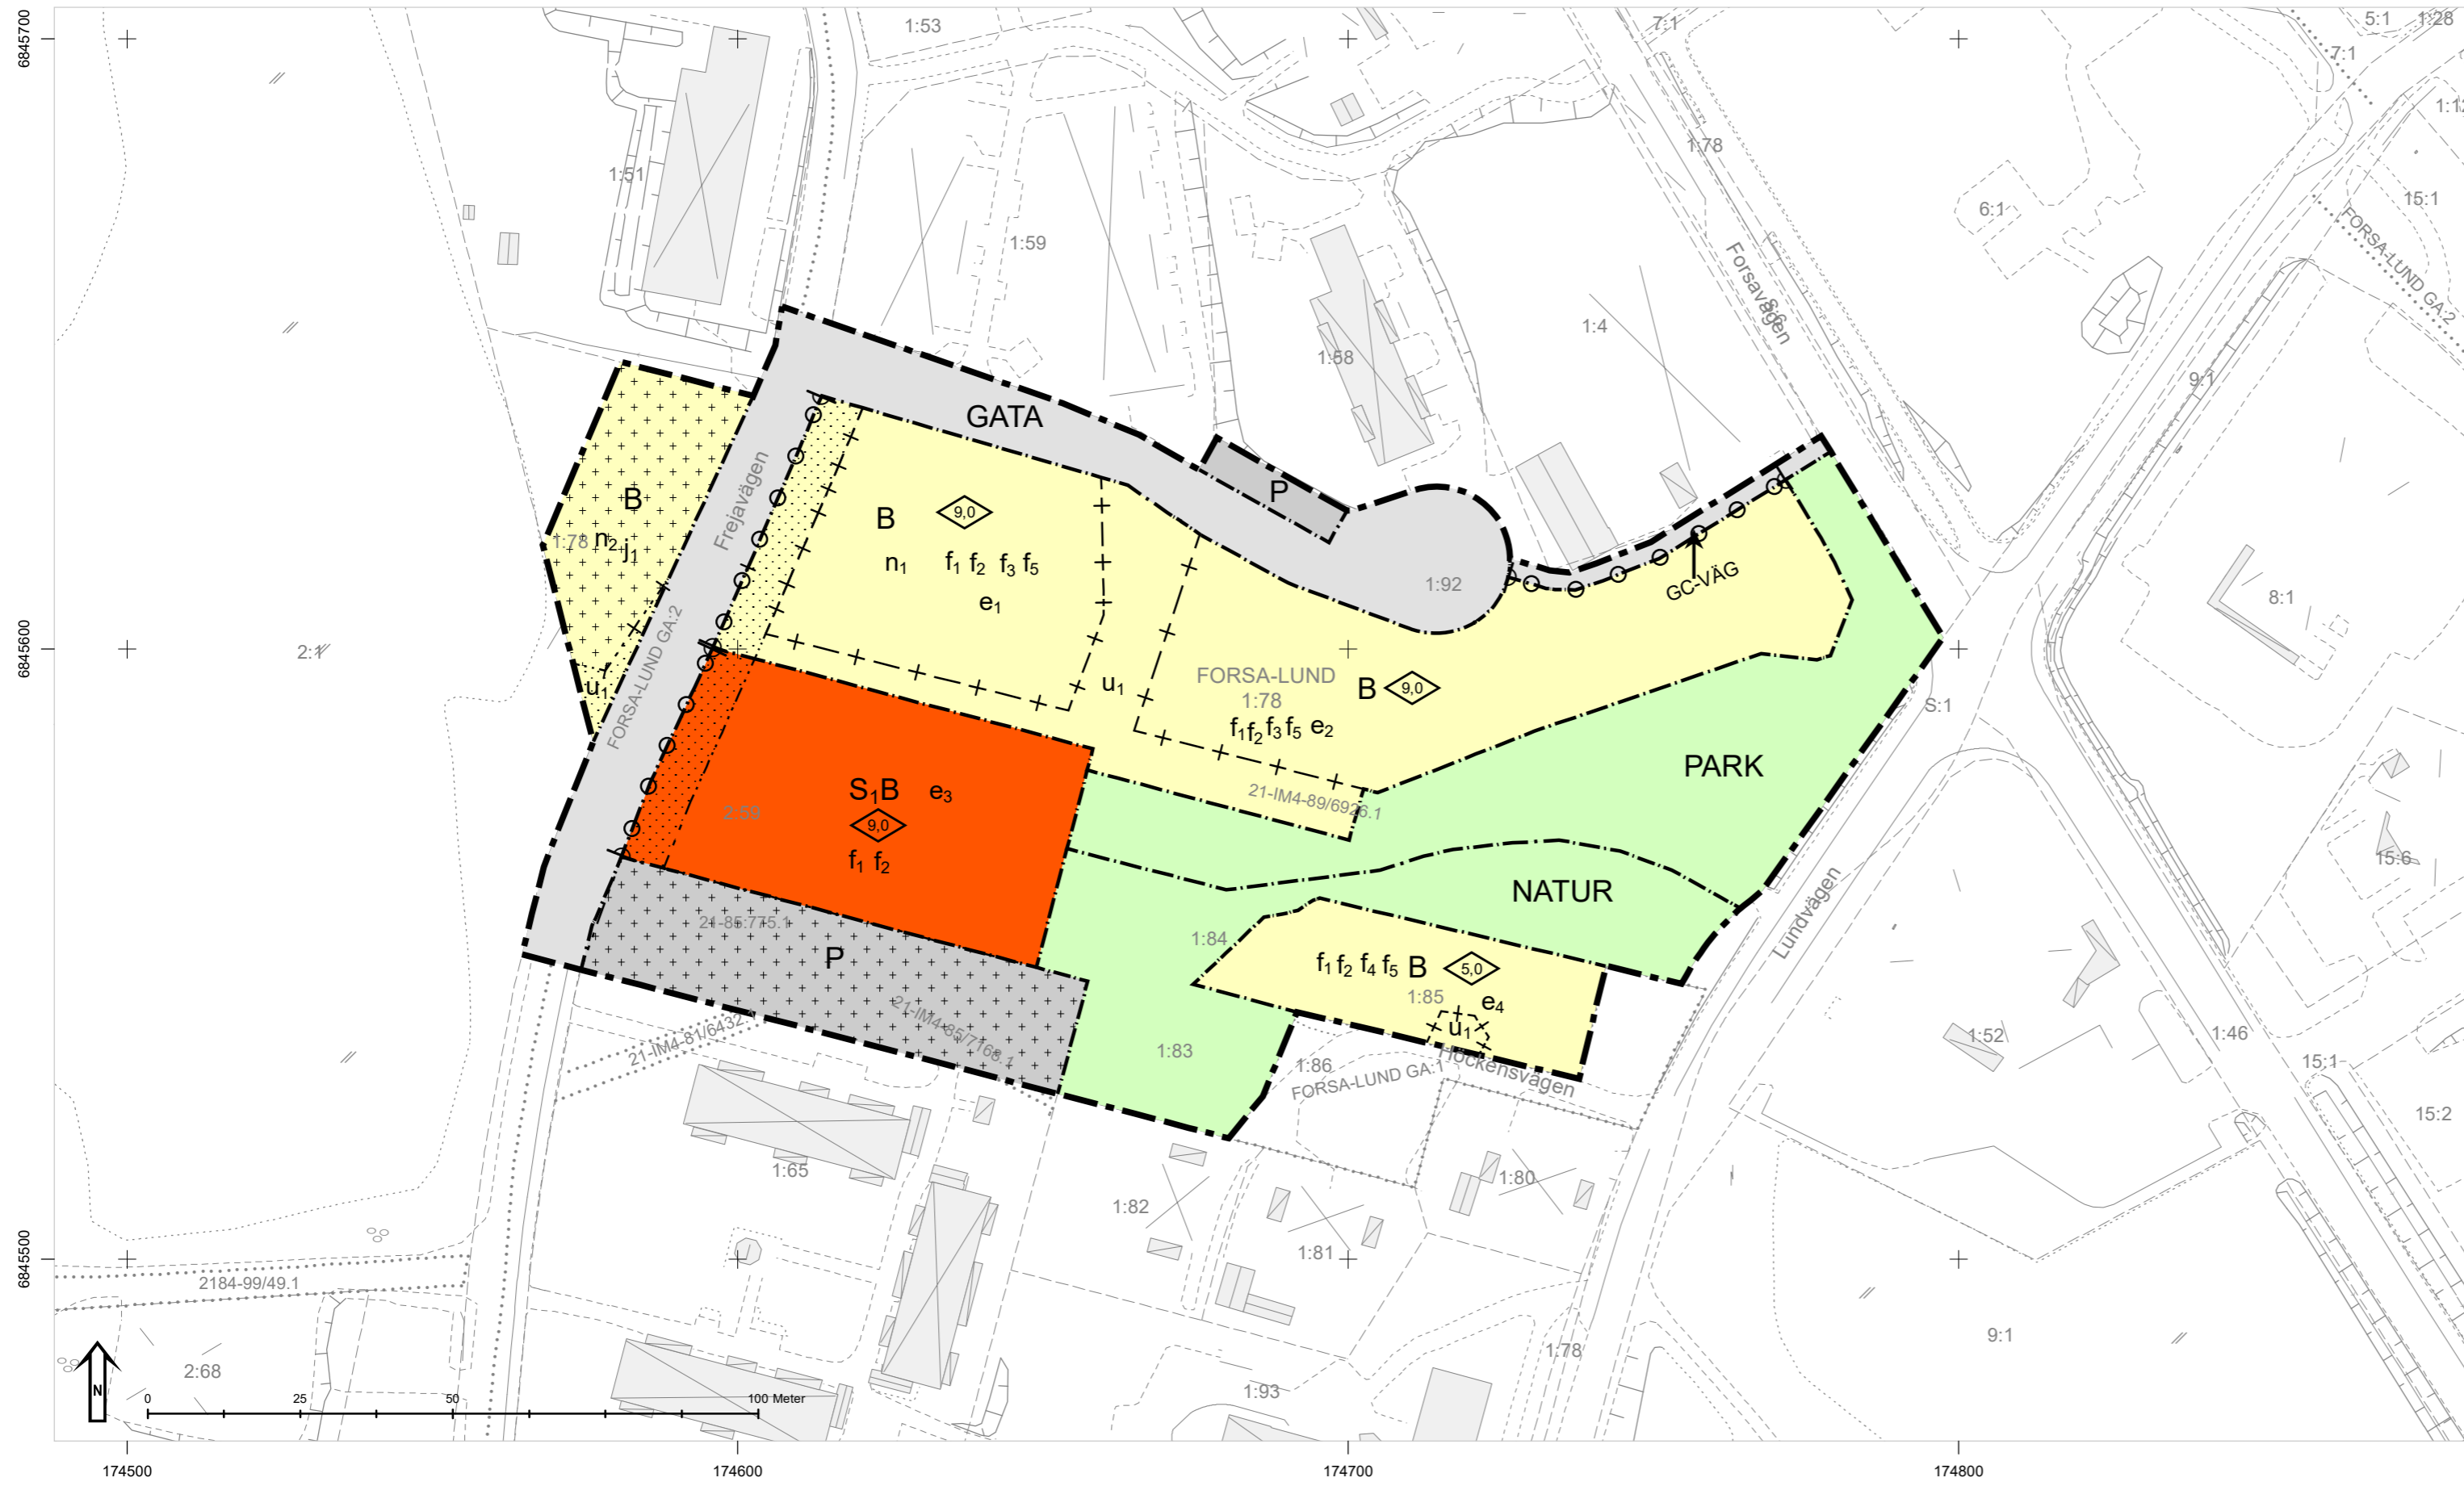 6845700
1:53
7:1
5:1
1:28
7:1
1:51
1:59
1:78
6:1
15:1
FORSA-LUND GA:2
Forsavägen
S:6
1:4
1:58
9:1
GATA
P
B
n2 j1
1:78
Frejavägen
B
9,0
n1 f1 f2 f3 f5
e1
1:92
GC-VÄG
8:1
6845600
2:1
u1
FORSA-LUND GA:2
u1
FORSA-LUND
1:78
B
9,0
f1 f2 f3 f5 e2
S:1
PARK
S1B e3
2:59
9,0
f1 f2
21-IM4-89/6926.1
15:6
NATUR
21-85:775.1
P
1:84
Lundvägen
f1 f2 f4 f5 B
5,0
1:85
e4
u1
21-IM4-81/6432.1
21-IM4-85/7168.1
1:83
1:86
FORSA-LUND GA:1
Höckensvägen
1:52
1:46
15:1
15:2
1:65
1:82
1:80
1:81
6845500
2184-99/49.1
2:68
1:93
1:78
9:1
N
0
25
50
100 Meter
174500
174600
174700
174800